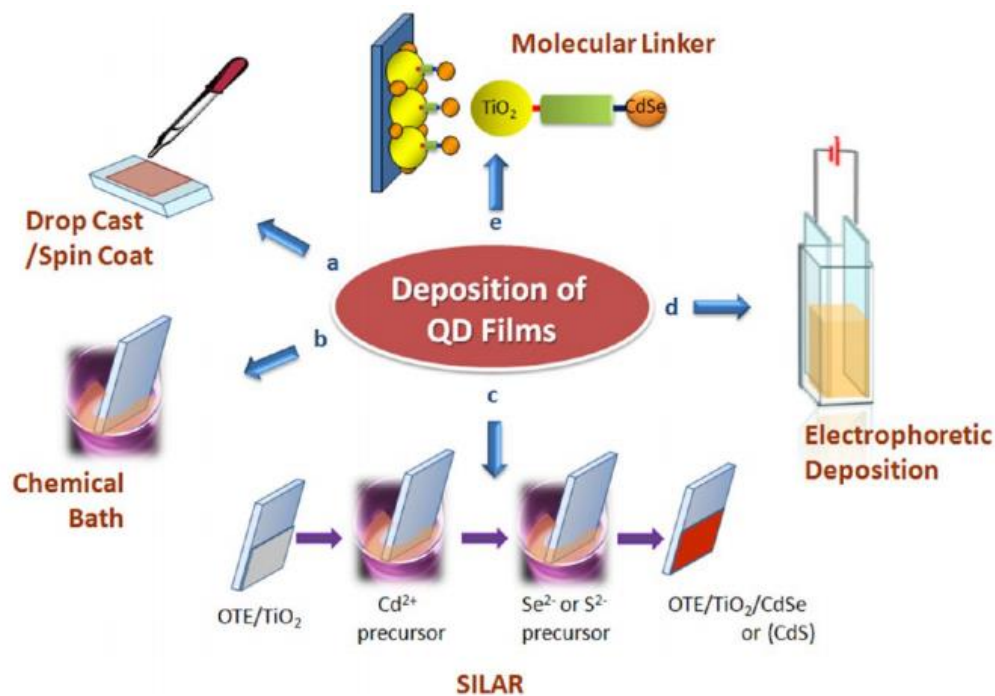 Molecular Linker
TiO₂
CdSe
Drop Cast
/Spin Coat
a
e
Deposition of
QD Films
d
b
c
Chemical
Bath
Electrophoretic
Deposition
OTE/TiO₂
Cd²⁺
precursor
Se²⁻ or S²⁻
precursor
OTE/TiO₂/CdSe
or (CdS)
SILAR